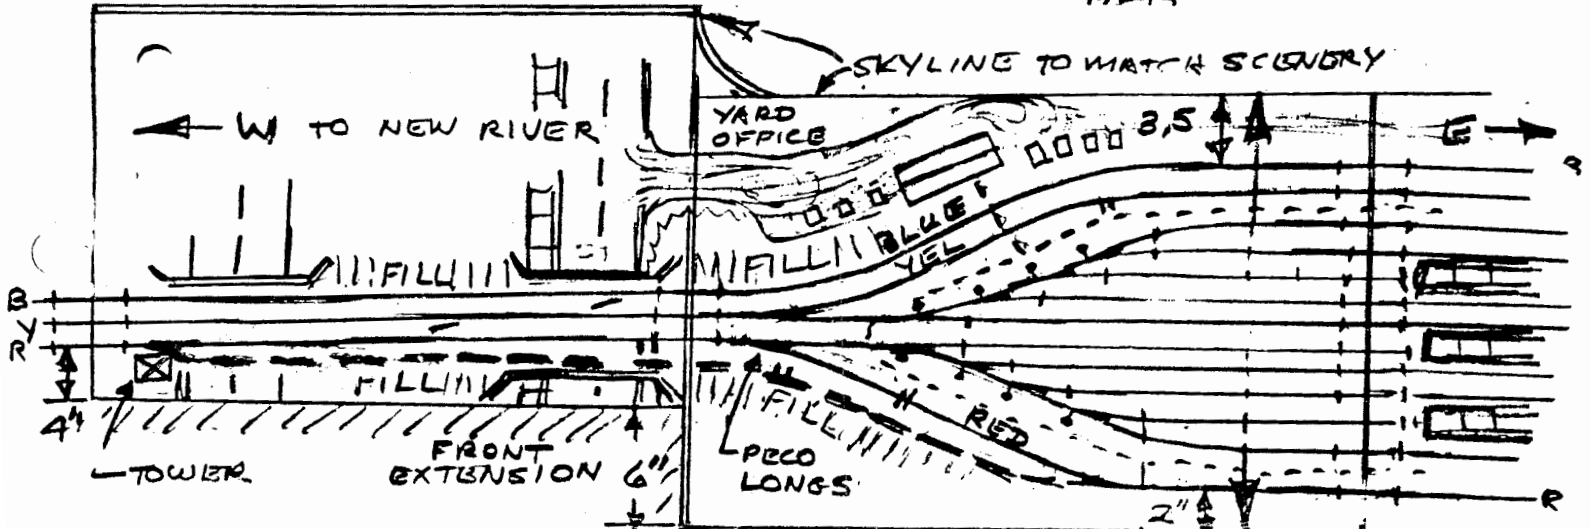 SKYLINE TO MATCH SCENERY
YARD
OFFICE
W TO NEW RIVER
3,5
E
BLUE
YEL
FILL
FILL
B
Y
R
FILL
FILL
RED
4"
TOWER
FRONT
EXTENSION
6"
PECO
LONGS
2"
R